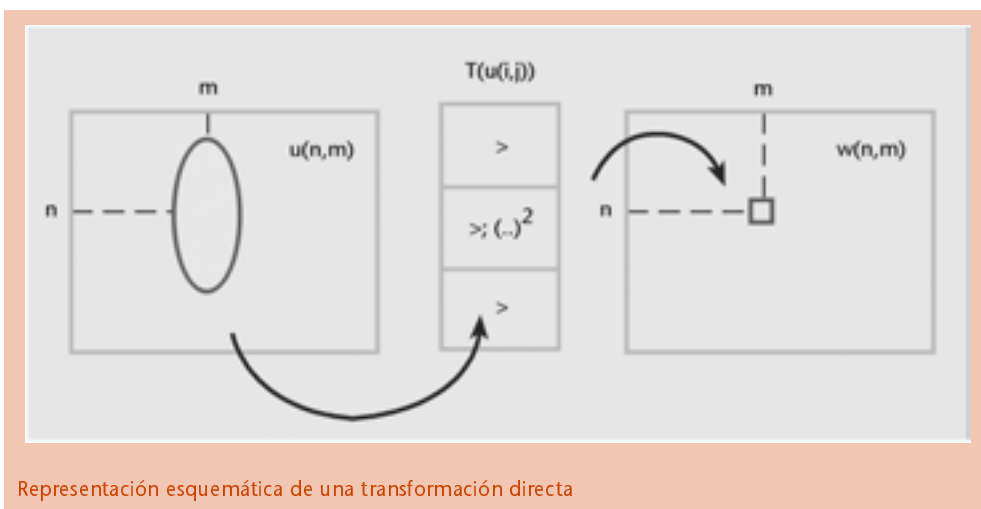 T(u(i,j))
m
m
u(n,m)
>
w(n,m)
n
>; (..)²
n
>
Representación esquemática de una transformación directa